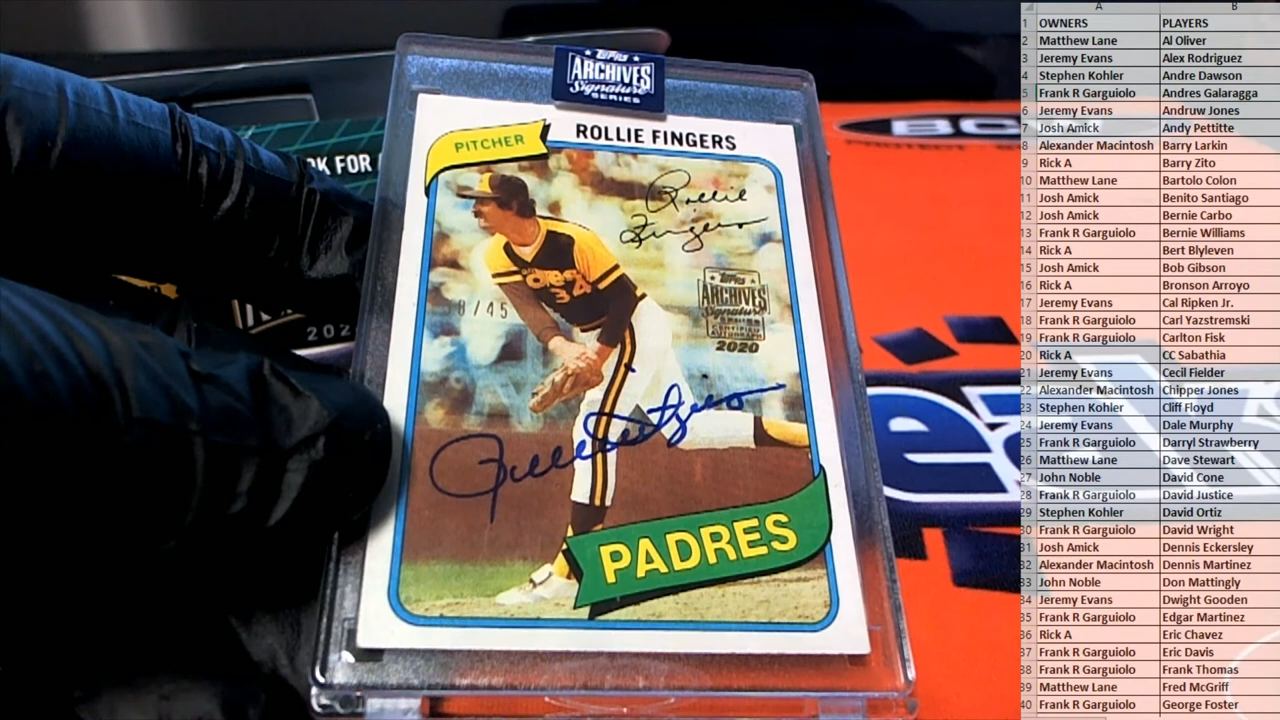 Topps
ARCHIVES
Signature
SERIES
PITCHER
ROLLIE FINGERS
Rollie
Fingers
Topps
ARCHIVES
Signature
SERIES
CERTIFIED
AUTOGRAPH
2020
8/45
34
PADRES
K FOR
202
BC
A B
1 OWNERS PLAYERS
2 Matthew Lane Al Oliver
3 Jeremy Evans Alex Rodriguez
4 Stephen Kohler Andre Dawson
5 Frank R Garguiolo Andres Galaragga
6 Jeremy Evans Andruw Jones
7 Josh Amick Andy Pettitte
8 Alexander Macintosh Barry Larkin
9 Rick A Barry Zito
10 Matthew Lane Bartolo Colon
11 Josh Amick Benito Santiago
12 Josh Amick Bernie Carbo
13 Frank R Garguiolo Bernie Williams
14 Rick A Bert Blyleven
15 Josh Amick Bob Gibson
16 Rick A Bronson Arroyo
17 Jeremy Evans Cal Ripken Jr.
18 Frank R Garguiolo Carl Yazstremski
19 Frank R Garguiolo Carlton Fisk
20 Rick A CC Sabathia
21 Jeremy Evans Cecil Fielder
22 Alexander Macintosh Chipper Jones
23 Stephen Kohler Cliff Floyd
24 Jeremy Evans Dale Murphy
25 Frank R Garguiolo Darryl Strawberry
26 Matthew Lane Dave Stewart
27 John Noble David Cone
28 Frank R Garguiolo David Justice
29 Stephen Kohler David Ortiz
30 Frank R Garguiolo David Wright
31 Josh Amick Dennis Eckersley
32 Alexander Macintosh Dennis Martinez
33 John Noble Don Mattingly
34 Jeremy Evans Dwight Gooden
35 Frank R Garguiolo Edgar Martinez
36 Rick A Eric Chavez
37 Frank R Garguiolo Eric Davis
38 Frank R Garguiolo Frank Thomas
39 Matthew Lane Fred McGriff
40 Frank R Garguiolo George Foster